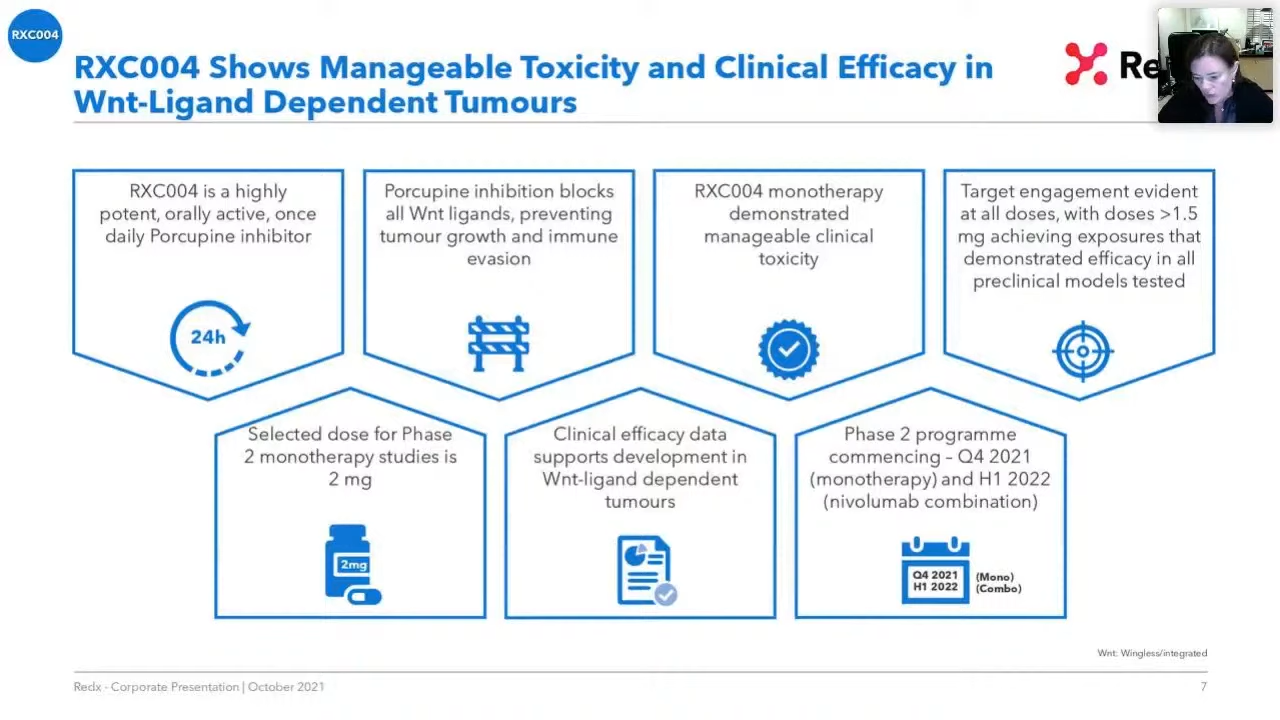 RXC004
RXC004 Shows Manageable Toxicity and Clinical Efficacy in
Wnt-Ligand Dependent Tumours
RXC004 is a highly
potent, orally active, once
daily Porcupine inhibitor
24h
Porcupine inhibition blocks
all Wnt ligands, preventing
tumour growth and immune
evasion
RXC004 monotherapy
demonstrated
manageable clinical
toxicity
Target engagement evident
at all doses, with doses >1.5
mg achieving exposures that
demonstrated efficacy in all
preclinical models tested
Selected dose for Phase
2 monotherapy studies is
2 mg
2mg
Clinical efficacy data
supports development in
Wnt-ligand dependent
tumours
Phase 2 programme
commencing – Q4 2021
(monotherapy) and H1 2022
(nivolumab combination)
Q4 2021 (Mono)
H1 2022 (Combo)
Wnt: Wingless/integrated
Redx - Corporate Presentation | October 2021
7